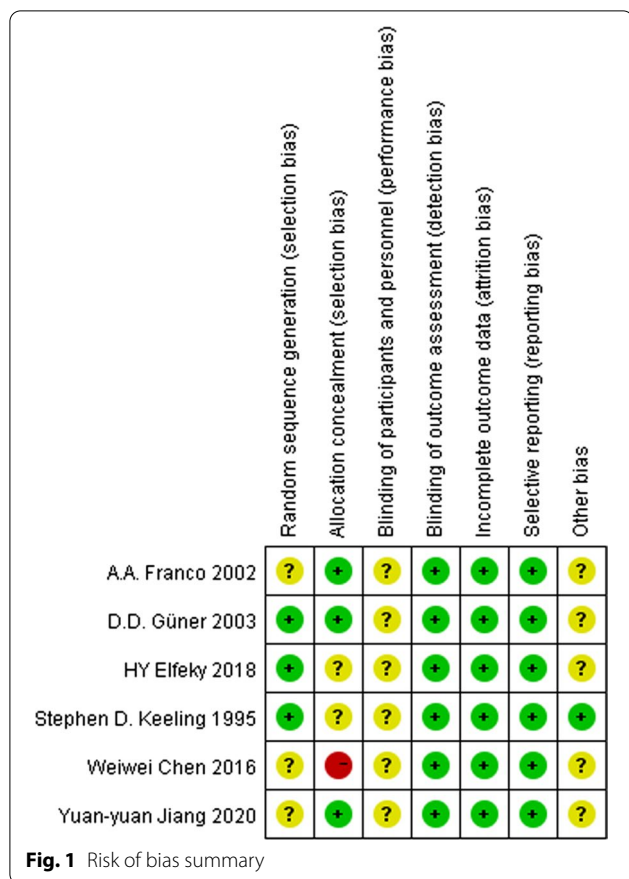 Random sequence generation (selection bias)
Allocation concealment (selection bias)
Blinding of participants and personnel (performance bias)
Blinding of outcome assessment (detection bias)
Incomplete outcome data (attrition bias)
Selective reporting (reporting bias)
Other bias
A.A. Franco 2002 ? + ? + + + ?
D.D. Güner 2003 + + ? + + + ?
HY Elfeky 2018 + ? ? + + + ?
Stephen D. Keeling 1995 + ? ? + + + +
Weiwei Chen 2016 ? - ? + + + ?
Yuan-yuan Jiang 2020 ? + ? + + + ?
Fig. 1 Risk of bias summary